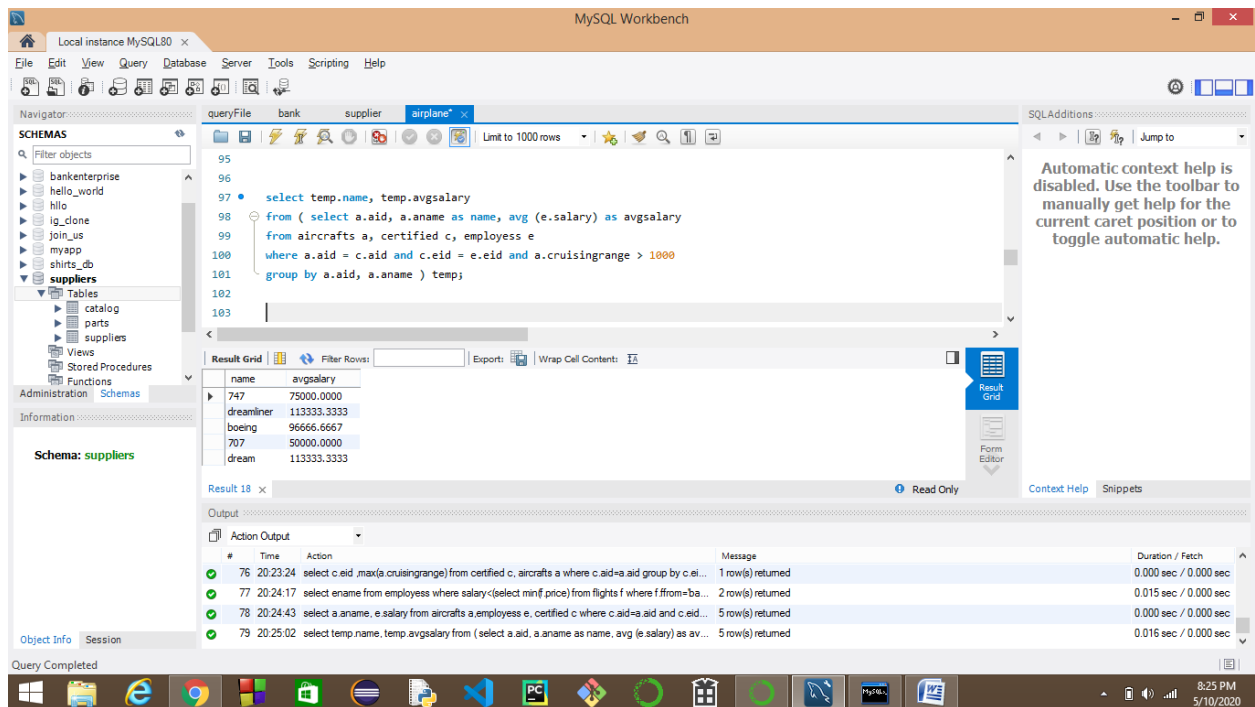 MySQL Workbench
Local instance MySQL80
File Edit View Query Database Server Tools Scripting Help
Navigator
SCHEMAS
Filter objects
bankenterprise
hello_world
hllo
ig_clone
join_us
myapp
shirts_db
suppliers
Tables
catalog
parts
suppliers
Views
Stored Procedures
Functions
Administration Schemas
Information
Schema: suppliers
Object Info Session
queryFile bank supplier airplane*
Limit to 1000 rows
95
96
97 select temp.name, temp.avgsalary
98 from ( select a.aid, a.aname as name, avg (e.salary) as avgsalary
99 from aircrafts a, certified c, employess e
100 where a.aid = c.aid and c.eid = e.eid and a.cruisingrange > 1000
101 group by a.aid, a.aname ) temp;
102
103
Result Grid Filter Rows: Export: Wrap Cell Content:
name avgsalary
747 75000.0000
dreamliner 113333.3333
boeing 96666.6667
707 50000.0000
dream 113333.3333
Result Grid
Form Editor
Result 18 Read Only
SQLAdditions
Jump to
Automatic context help is
disabled. Use the toolbar to
manually get help for the
current caret position or to
toggle automatic help.
Context Help Snippets
Output
Action Output
# Time Action Message Duration / Fetch
76 20:23:24 select c.eid ,max(a.cruisingrange) from certified c, aircrafts a where c.aid=a.aid group by c.ei... 1 row(s) returned 0.000 sec / 0.000 sec
77 20:24:17 select ename from employess where salary<(select min(f.price) from flights f where f.ffrom='ba... 2 row(s) returned 0.015 sec / 0.000 sec
78 20:24:43 select a.aname, e.salary from aircrafts a,employess e, certified c where c.aid=a.aid and c.eid... 5 row(s) returned 0.000 sec / 0.000 sec
79 20:25:02 select temp.name, temp.avgsalary from ( select a.aid, a.aname as name, avg (e.salary) as av... 5 row(s) returned 0.016 sec / 0.000 sec
Query Completed
8:25 PM
5/10/2020